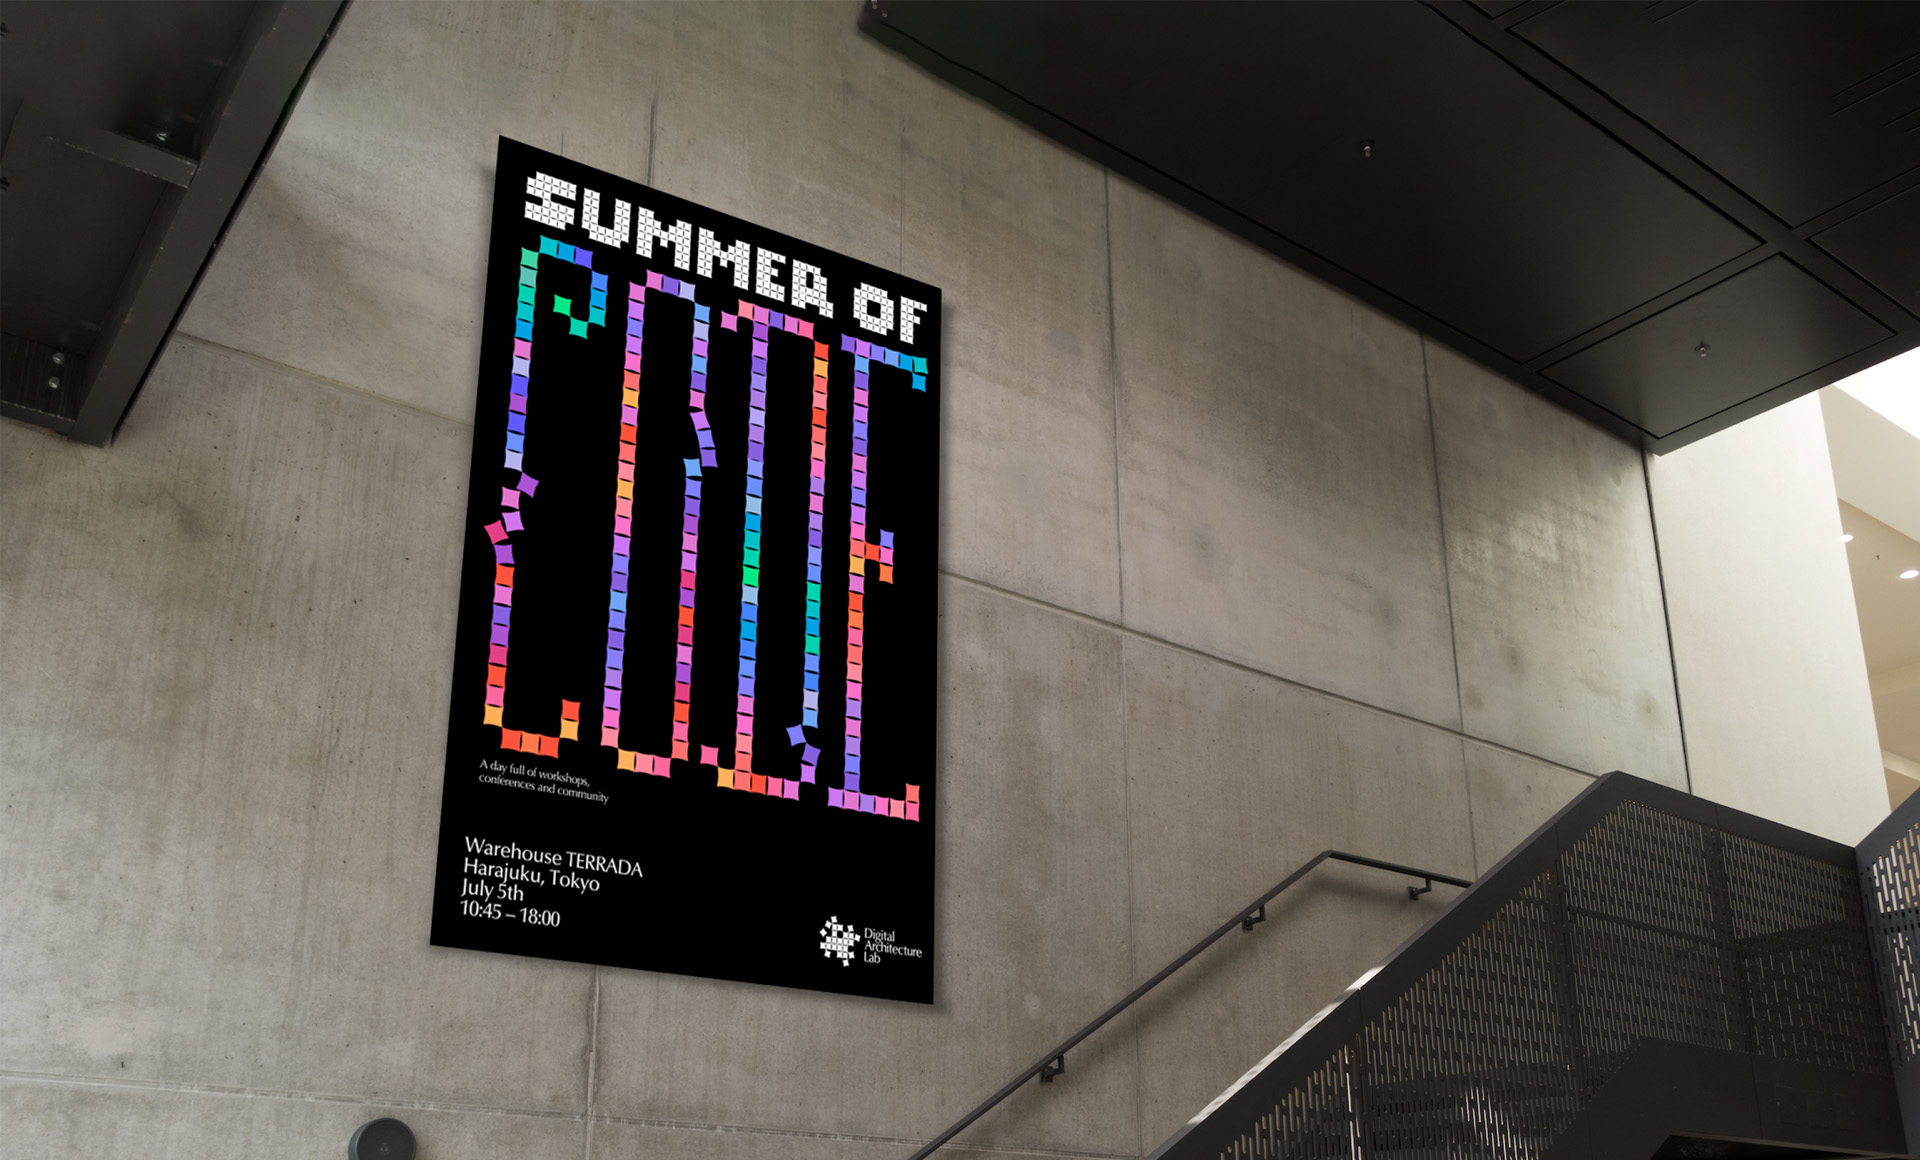 SUMMER OF
CODE
A day full of workshops,
conferences and community
Warehouse TERRADA
Harajuku, Tokyo
July 5th
10:45 – 18:00
Digital
Architecture
Lab